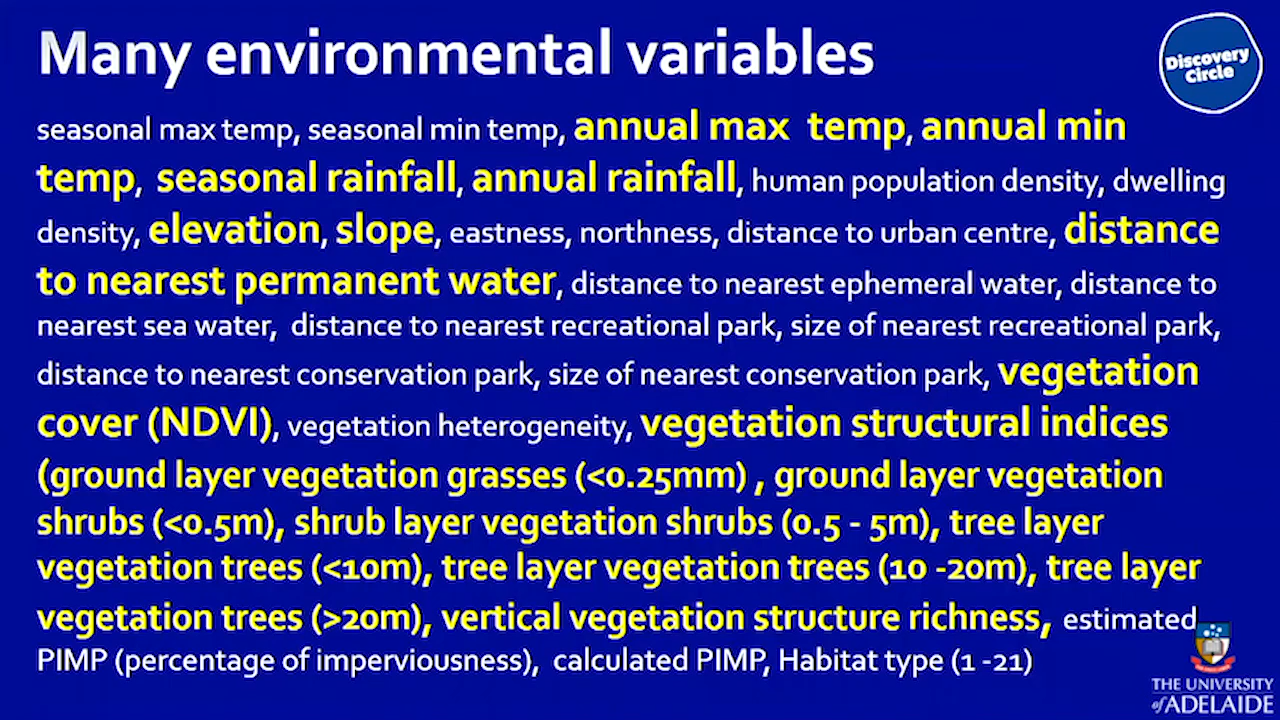 Many environmental variables
Discovery
Circle
seasonal max temp, seasonal min temp, annual max temp, annual min
temp, seasonal rainfall, annual rainfall, human population density, dwelling
density, elevation, slope, eastness, northness, distance to urban centre, distance
to nearest permanent water, distance to nearest ephemeral water, distance to
nearest sea water, distance to nearest recreational park, size of nearest recreational park,
distance to nearest conservation park, size of nearest conservation park, vegetation
cover (NDVI), vegetation heterogeneity, vegetation structural indices
(ground layer vegetation grasses (<0.25mm) , ground layer vegetation
shrubs (<0.5m), shrub layer vegetation shrubs (0.5 - 5m), tree layer
vegetation trees (<10m), tree layer vegetation trees (10 -20m), tree layer
vegetation trees (>20m), vertical vegetation structure richness, estimated
PIMP (percentage of imperviousness), calculated PIMP, Habitat type (1 -21)
THE UNIVERSITY
of ADELAIDE